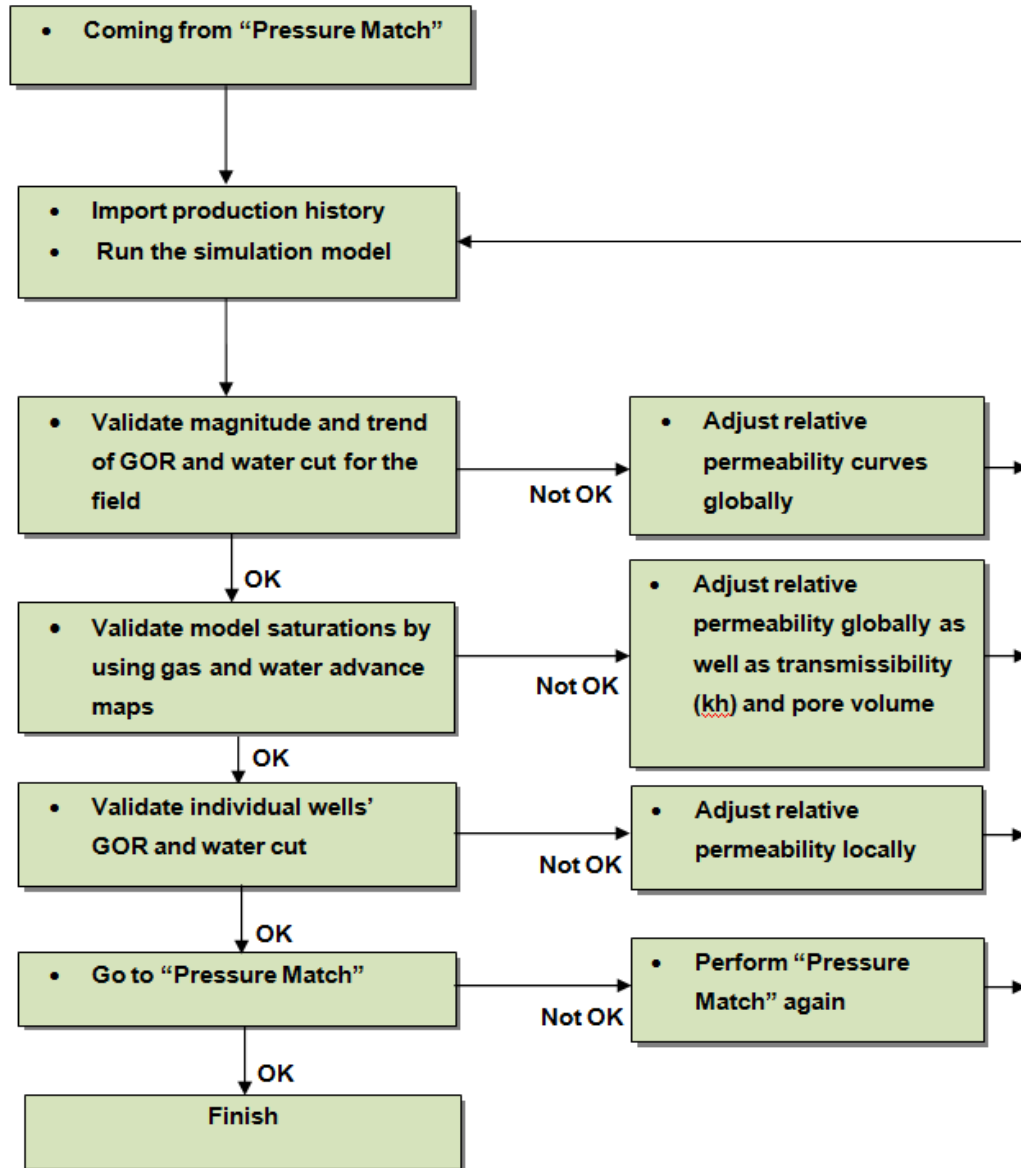 • Coming from “Pressure Match”
• Import production history
• Run the simulation model
• Validate magnitude and trend
of GOR and water cut for the
field
Not OK
• Adjust relative
permeability curves
globally
OK
• Validate model saturations by
using gas and water advance
maps
Not OK
• Adjust relative
permeability globally as
well as transmissibility
(kh) and pore volume
OK
• Validate individual wells’
GOR and water cut
Not OK
• Adjust relative
permeability locally
OK
• Go to “Pressure Match”
Not OK
• Perform “Pressure
Match” again
OK
Finish